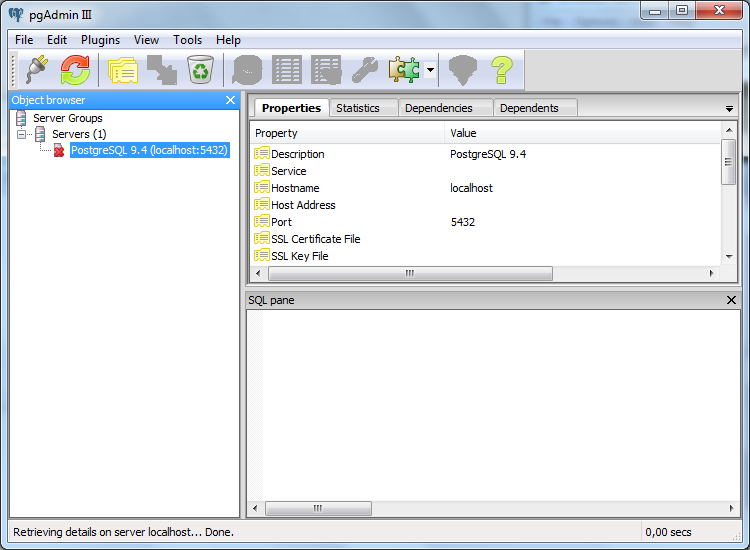 pgAdmin III
File Edit Plugins View Tools Help
Object browser
Server Groups
Servers (1)
PostgreSQL 9.4 (localhost:5432)
Properties Statistics Dependencies Dependents
Property Value
Description PostgreSQL 9.4
Service
Hostname localhost
Host Address
Port 5432
SSL Certificate File
SSL Key File
SQL pane
Retrieving details on server localhost... Done. 0,00 secs